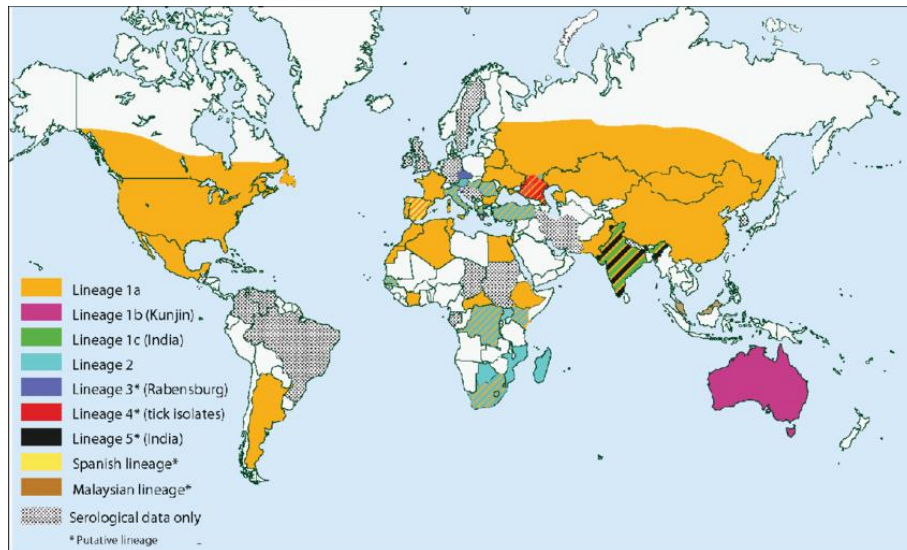 Lineage 1a
Lineage 1b (Kunjin)
Lineage 1c (India)
Lineage 2
Lineage 3* (Rabensburg)
Lineage 4* (tick isolates)
Lineage 5* (India)
Spanish lineage*
Malaysian lineage*
Serological data only
* Putative lineage